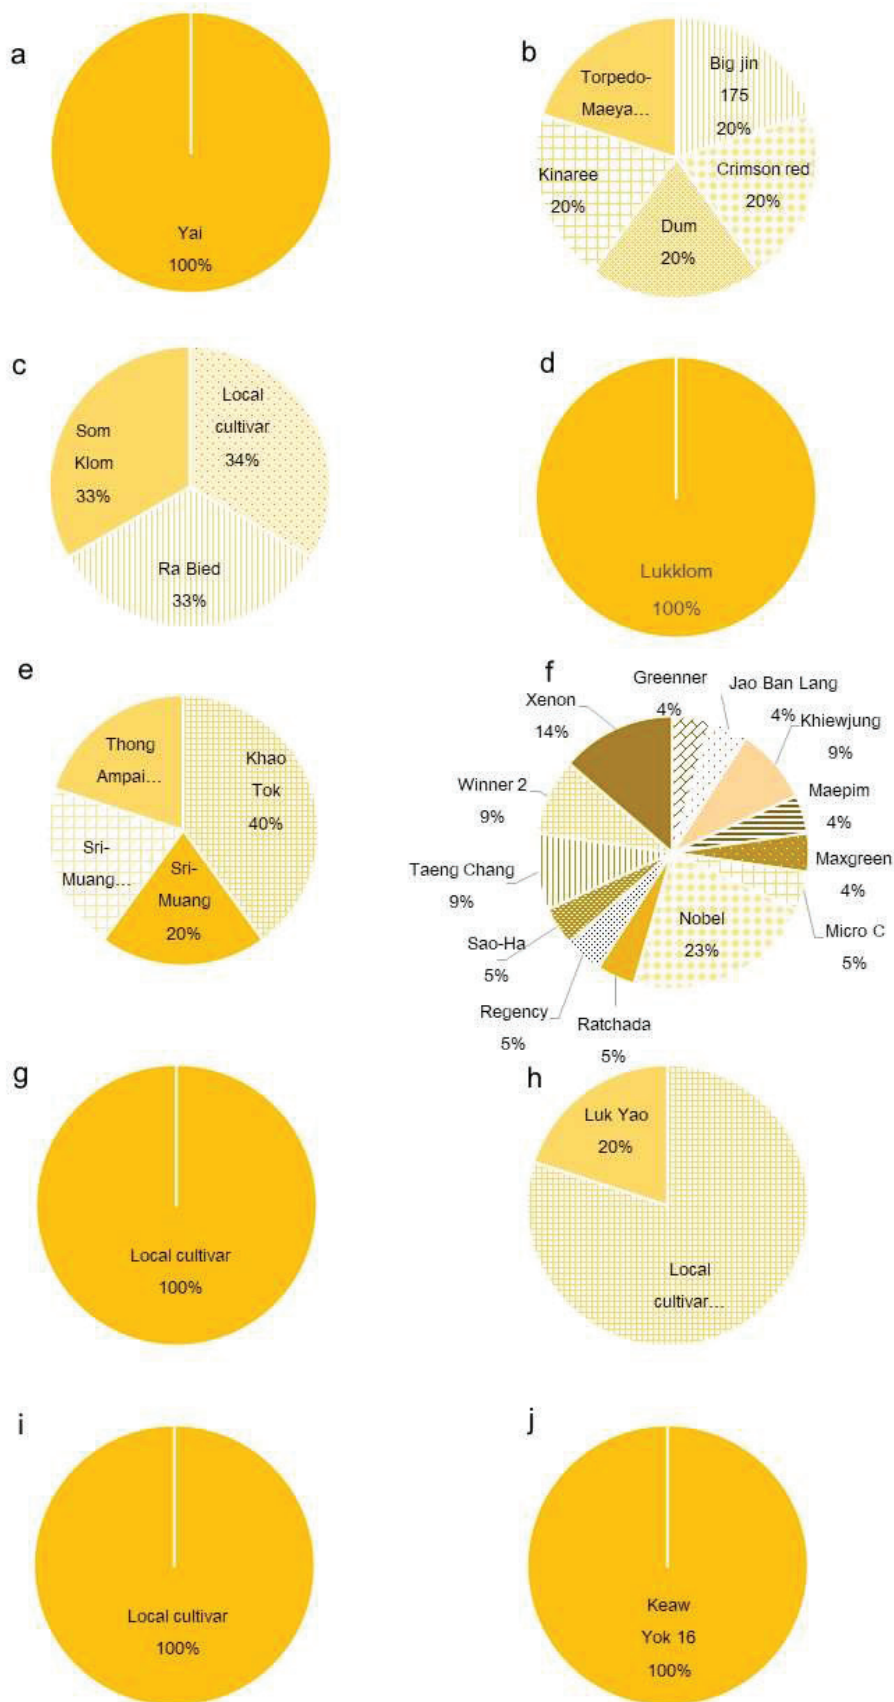 a
Yai
100%
b
Torpedo-
Maeya...
Big jin
175
20%
Kinaree
20%
Crimson red
20%
Dum
20%
c
Som
Klom
33%
Local
cultivar
34%
Ra Bied
33%
d
Lukklom
100%
e
Thong
Ampai...
Khao
Tok
40%
Sri-
Muang...
Sri-
Muang
20%
f
Greenner
4%
Jao Ban Lang
4%
Khiewjung
9%
Maepim
4%
Maxgreen
4%
Micro C
5%
Nobel
23%
Ratchada
5%
Regency
5%
Sao-Ha
5%
Taeng Chang
9%
Winner 2
9%
Xenon
14%
g
Local cultivar
100%
h
Luk Yao
20%
Local
cultivar...
i
Local cultivar
100%
j
Keaw
Yok 16
100%